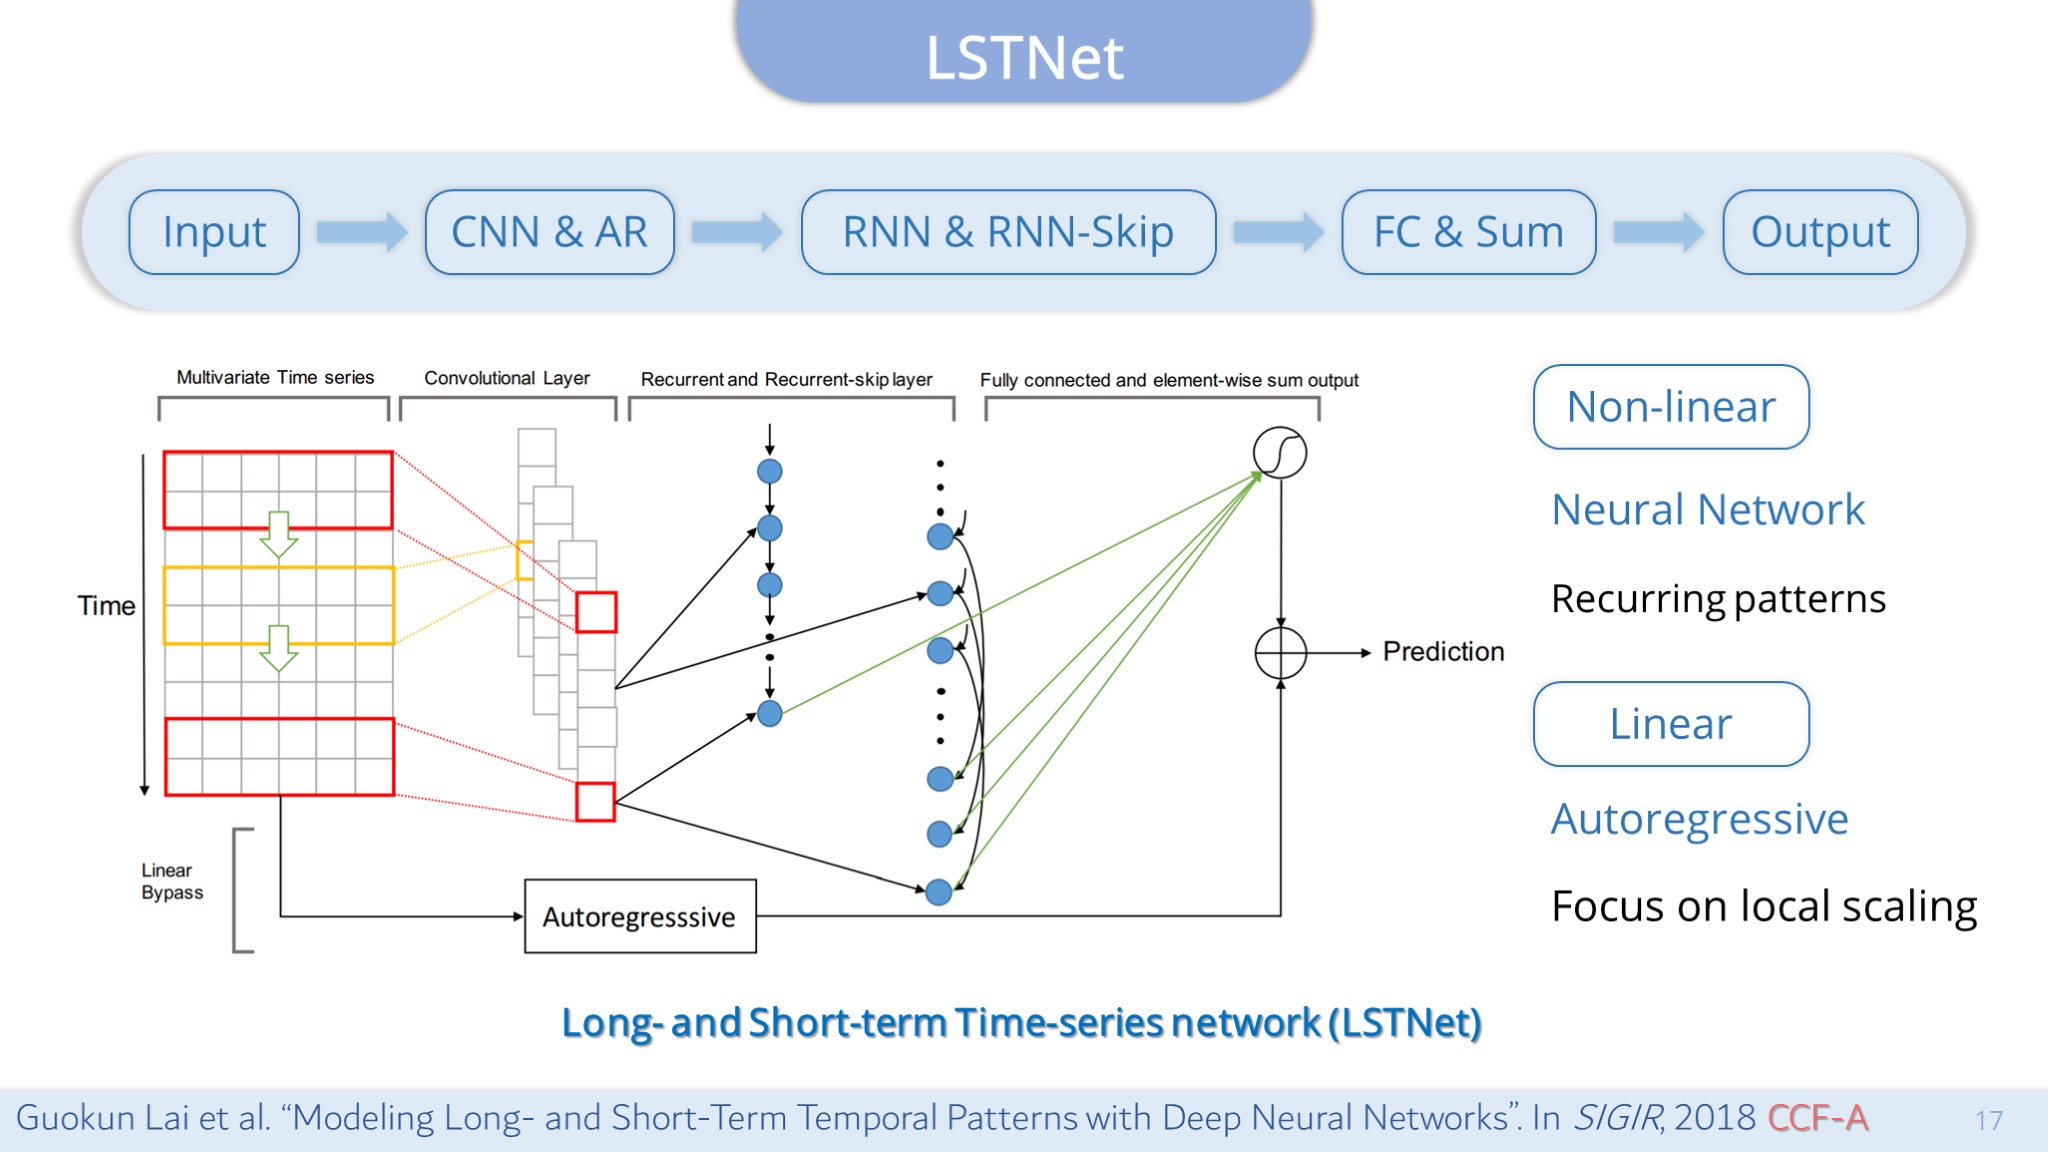 LSTNet
Input
CNN & AR
RNN & RNN-Skip
FC & Sum
Output
Multivariate Time series
Convolutional Layer
Recurrent and Recurrent-skip layer
Fully connected and element-wise sum output
Time
Linear
Bypass
Autoregresssive
Prediction
Non-linear
Neural Network
Recurring patterns
Linear
Autoregressive
Focus on local scaling
Long- and Short-term Time-series network (LSTNet)
Guokun Lai et al. “Modeling Long- and Short-Term Temporal Patterns with Deep Neural Networks”. In SIGIR, 2018 CCF-A
17